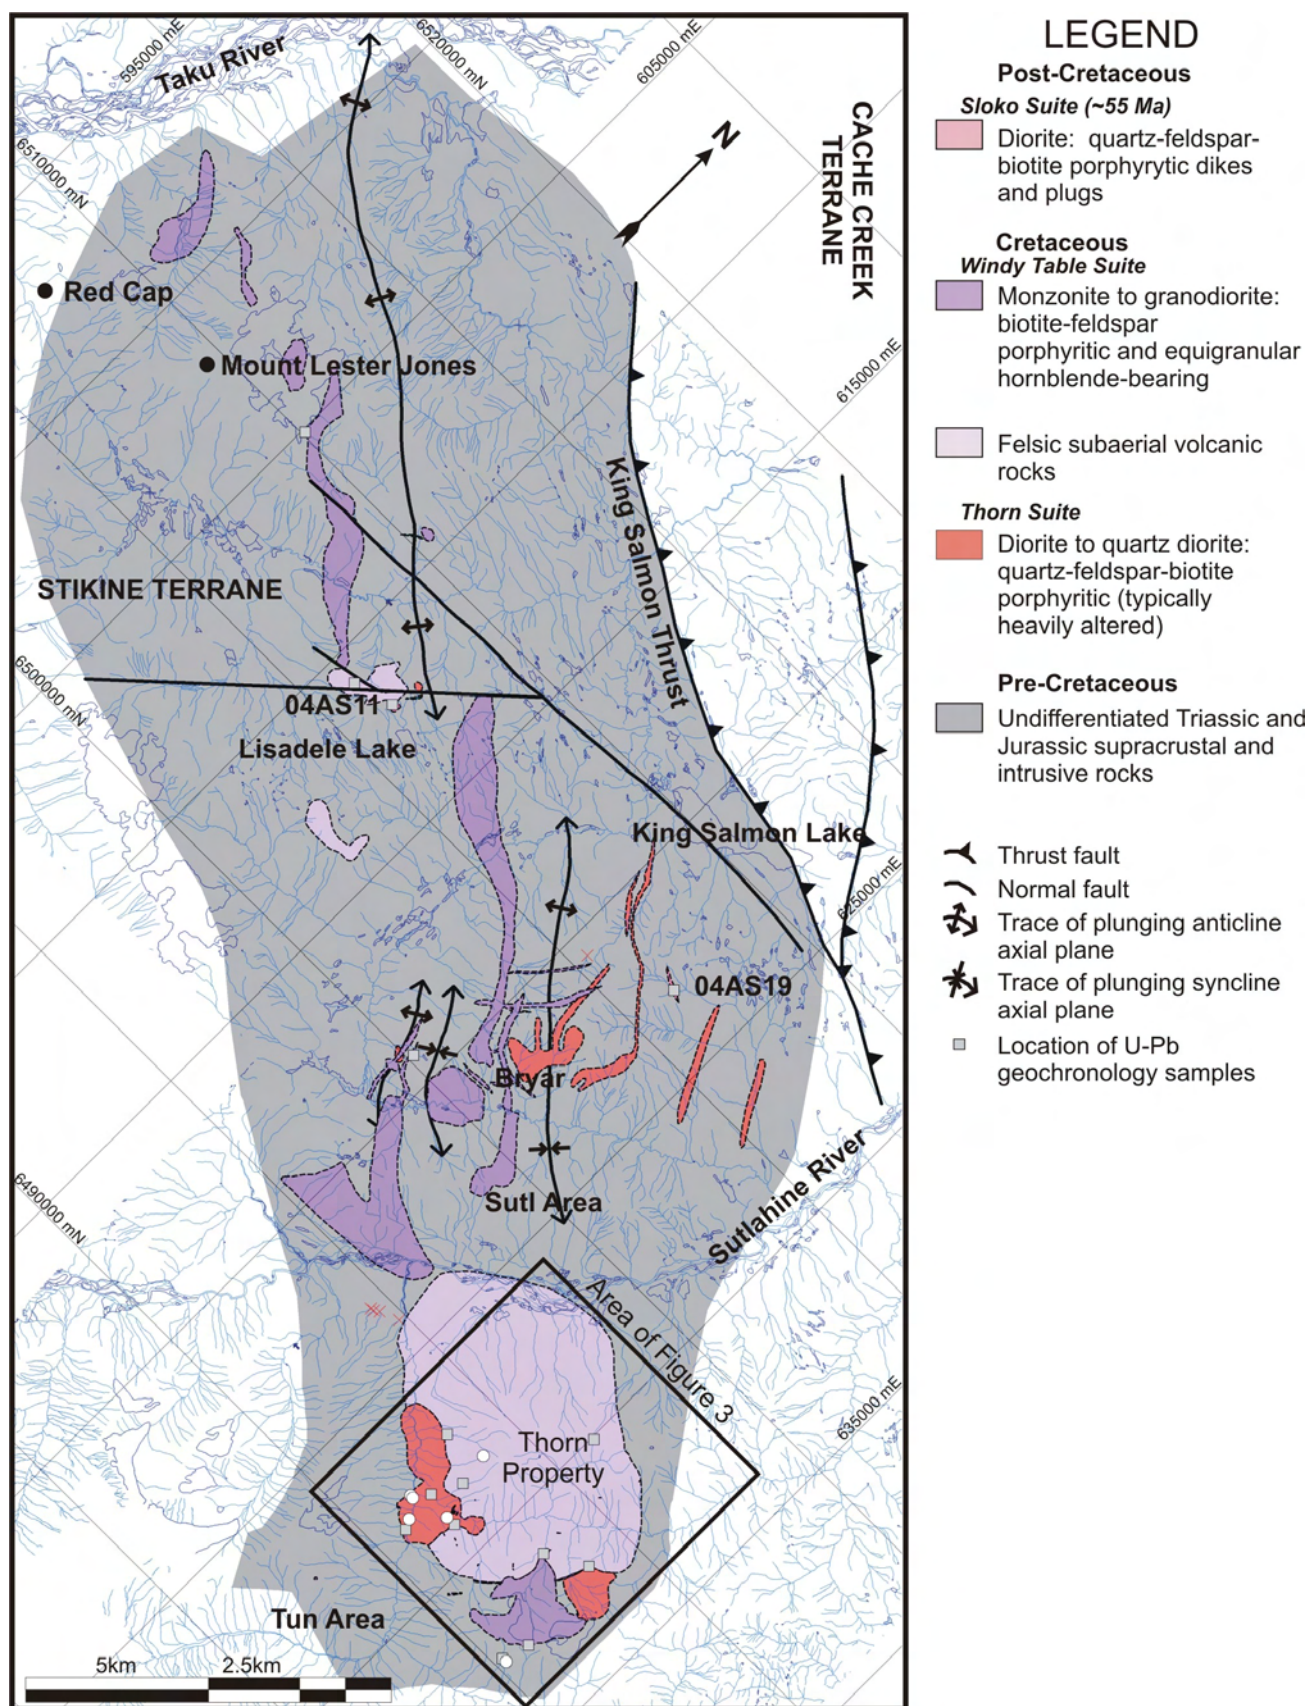 595000 mE
Taku River
6520000 mN
605000 mE
6510000 mN
CACHE CREEK
TERRANE
N
Red Cap
Mount Lester Jones
615000 mE
King Salmon Thrust
STIKINE TERRANE
6500000 mN
04AS11
Lisadele Lake
King Salmon Lake
625000 mE
04AS19
Bryar
Sutl Area
Sutlahine River
6490000 mN
Area of Figure 3
Thorn
Property
635000 mE
Tun Area
5km
2.5km
LEGEND
Post-Cretaceous
Sloko Suite (~55 Ma)
Diorite: quartz-feldspar-
biotite porphyrytic dikes
and plugs
Cretaceous
Windy Table Suite
Monzonite to granodiorite:
biotite-feldspar
porphyritic and equigranular
hornblende-bearing
Felsic subaerial volcanic
rocks
Thorn Suite
Diorite to quartz diorite:
quartz-feldspar-biotite
porphyritic (typically
heavily altered)
Pre-Cretaceous
Undifferentiated Triassic and
Jurassic supracrustal and
intrusive rocks
Thrust fault
Normal fault
Trace of plunging anticline
axial plane
Trace of plunging syncline
axial plane
Location of U-Pb
geochronology samples